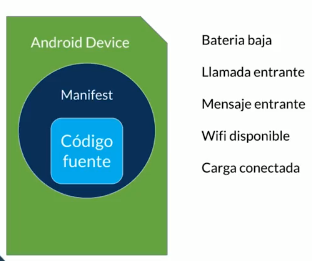 Android Device
Manifest
Código
fuente
Bateria baja
Llamada entrante
Mensaje entrante
Wifi disponible
Carga conectada